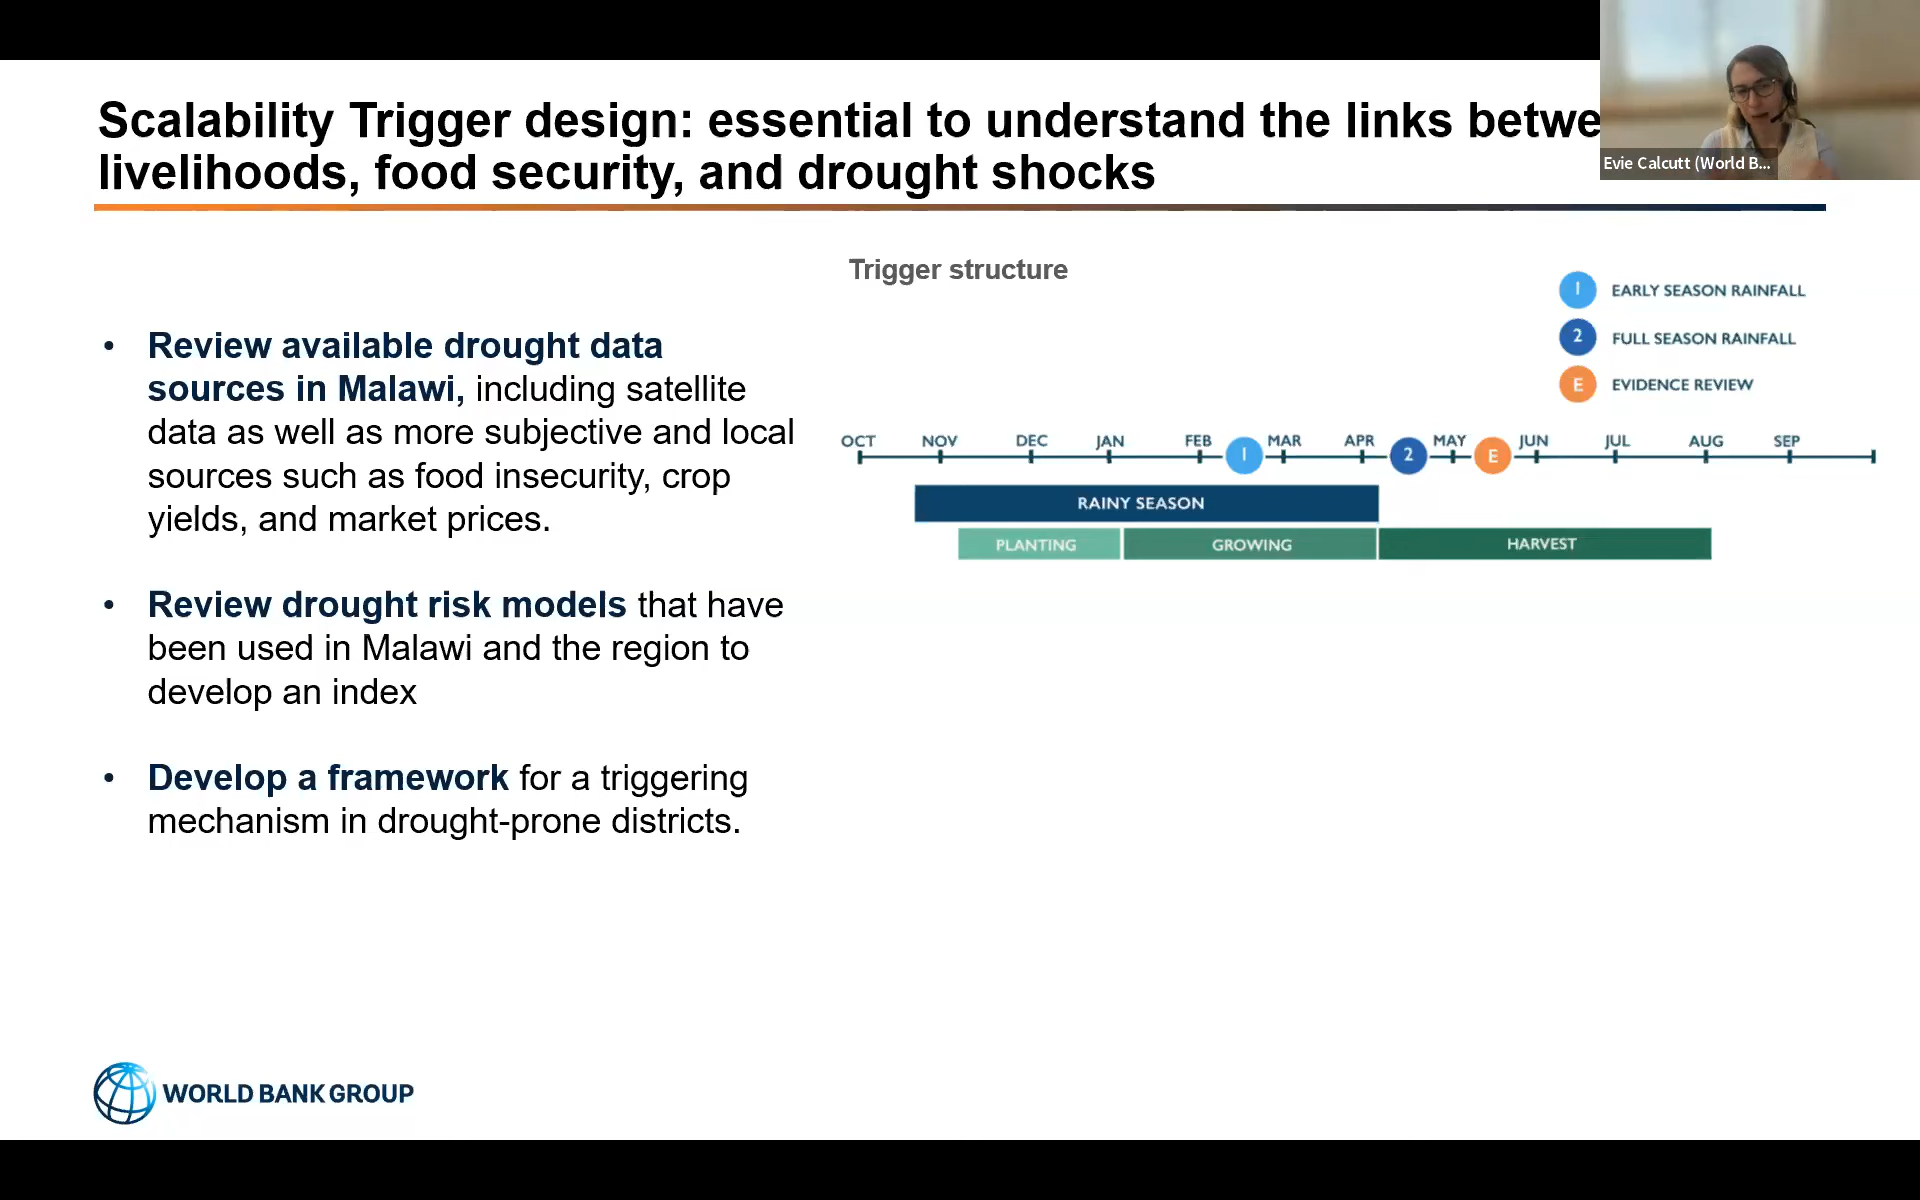 Scalability Trigger design: essential to understand the links betwe
livelihoods, food security, and drought shocks
Evie Calcutt (World B...
Trigger structure
• Review available drought data
sources in Malawi, including satellite
data as well as more subjective and local
sources such as food insecurity, crop
yields, and market prices.
• Review drought risk models that have
been used in Malawi and the region to
develop an index
• Develop a framework for a triggering
mechanism in drought-prone districts.
1 EARLY SEASON RAINFALL
2 FULL SEASON RAINFALL
E EVIDENCE REVIEW
OCT NOV DEC JAN FEB 1 MAR APR 2 MAY E JUN JUL AUG SEP
RAINY SEASON
PLANTING GROWING HARVEST
WORLD BANK GROUP